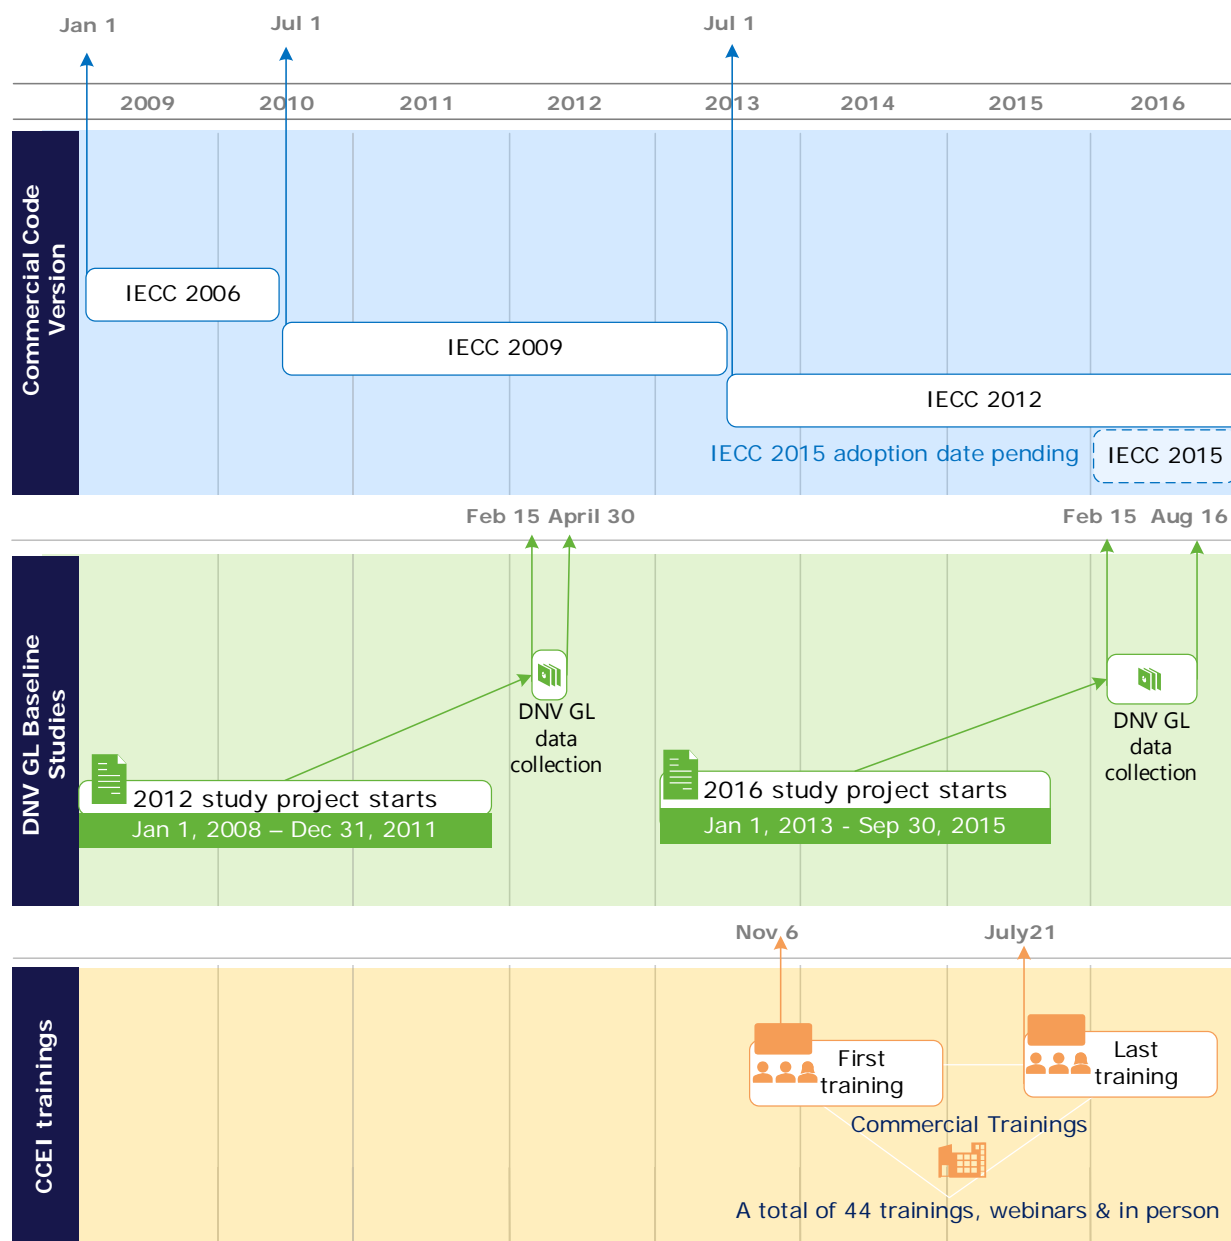 Jan 1
Jul 1
Jul 1
2009
2010
2011
2012
2013
2014
2015
2016
Commercial Code
Version
IECC 2006
IECC 2009
IECC 2012
IECC 2015 adoption date pending
IECC 2015
Feb 15
April 30
Feb 15
Aug 16
DNV GL Baseline
Studies
DNV GL
data
collection
DNV GL
data
collection
2012 study project starts
Jan 1, 2008 – Dec 31, 2011
2016 study project starts
Jan 1, 2013 - Sep 30, 2015
Nov 6
July21
CCEI trainings
First
training
Last
training
Commercial Trainings
A total of 44 trainings, webinars & in person